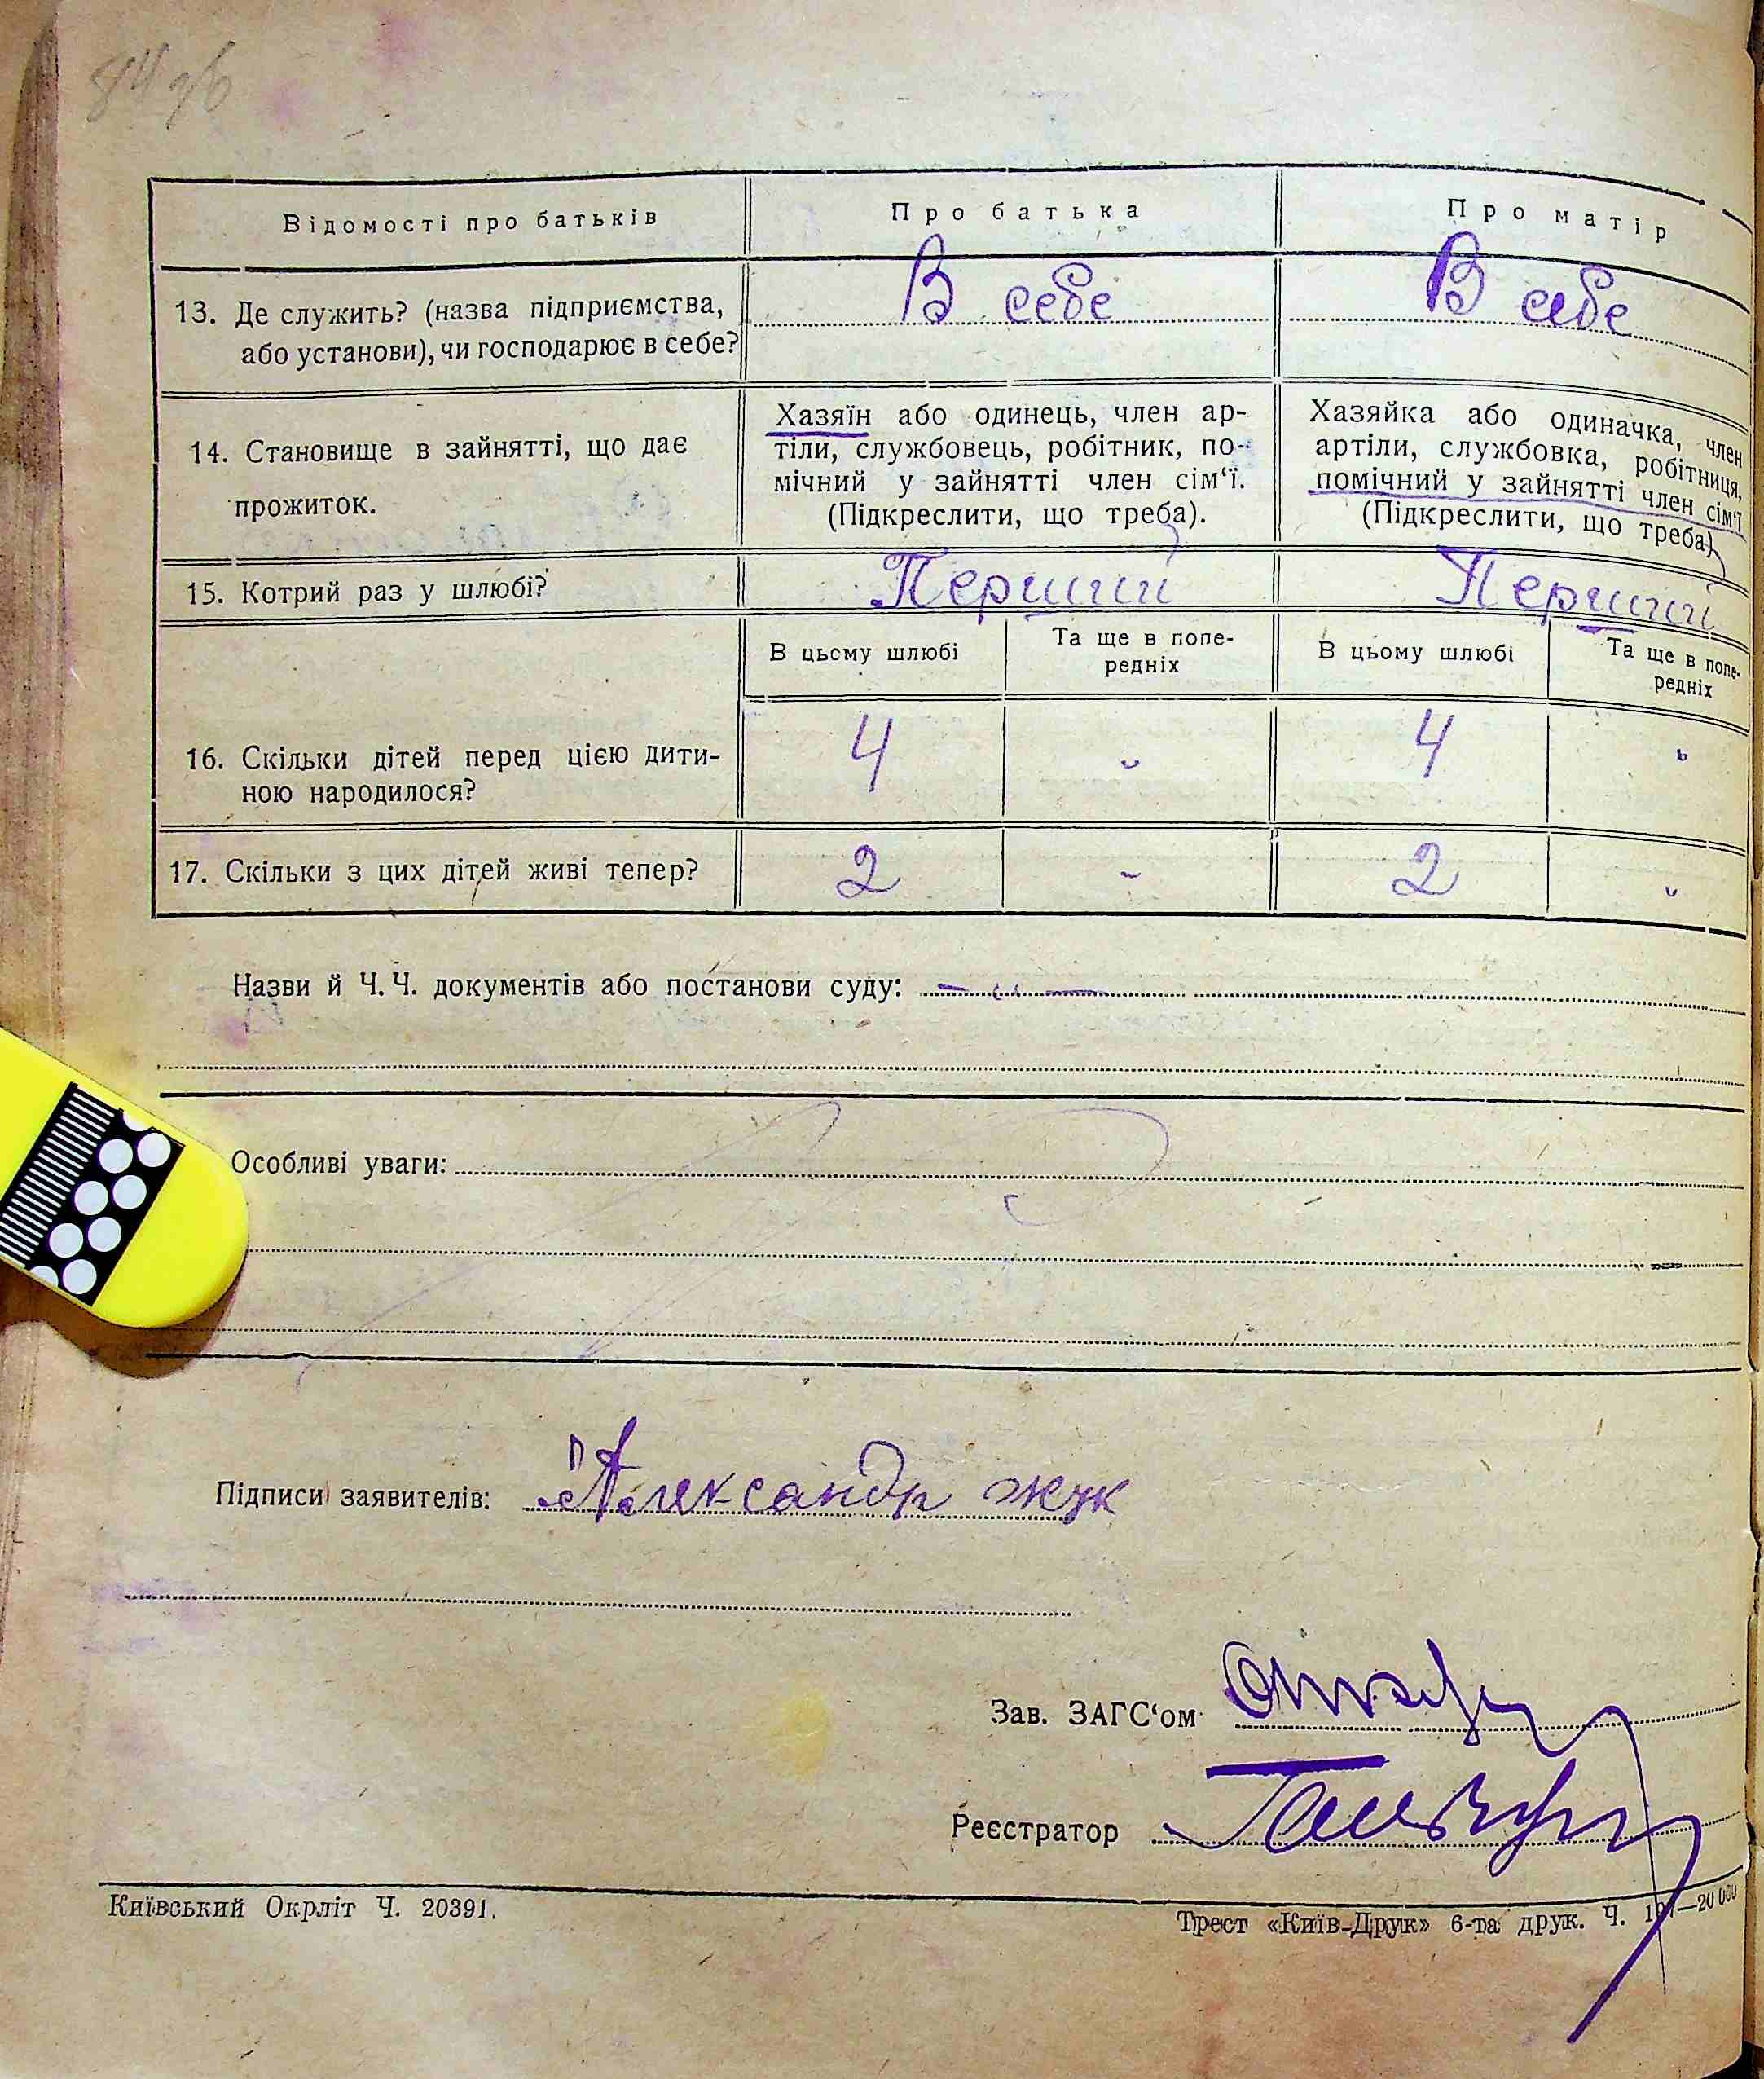 84 зв
Відомості про батьків
Про батька
Про матір
13. Де служить? (назва підприємства,
або установи), чи господарює в себе?
В себе
В себе
14. Становище в зайнятті, що дає
прожиток.
Хазяїн або одинець, член ар-
тіли, службовець, робітник, по-
мічний у зайнятті член сім‘ї.
(Підкреслити, що треба).
Хазяйка або одиначка, член
артіли, службовка, робітниця,
помічний у зайнятті член сім‘ї
(Підкреслити, що треба)
15. Котрий раз у шлюбі?
Перший
Перший
В цьому шлюбі
Та ще в попе-
редніх
В цьому шлюбі
Та ще в попе-
редніх
16. Скільки дітей перед цією дити-
ною народилося?
4
-
4
-
17. Скільки з цих дітей живі тепер?
2
-
2
-
Назви й Ч. Ч. документів або постанови суду: — „ —
Особливі уваги:
Підписи заявителів: Александр жук
Зав. ЗАГС‘ом
Реєстратор
Київський Окрліт Ч. 20391.
Трест «Київ-Друк» 6-та друк. Ч. —20 000